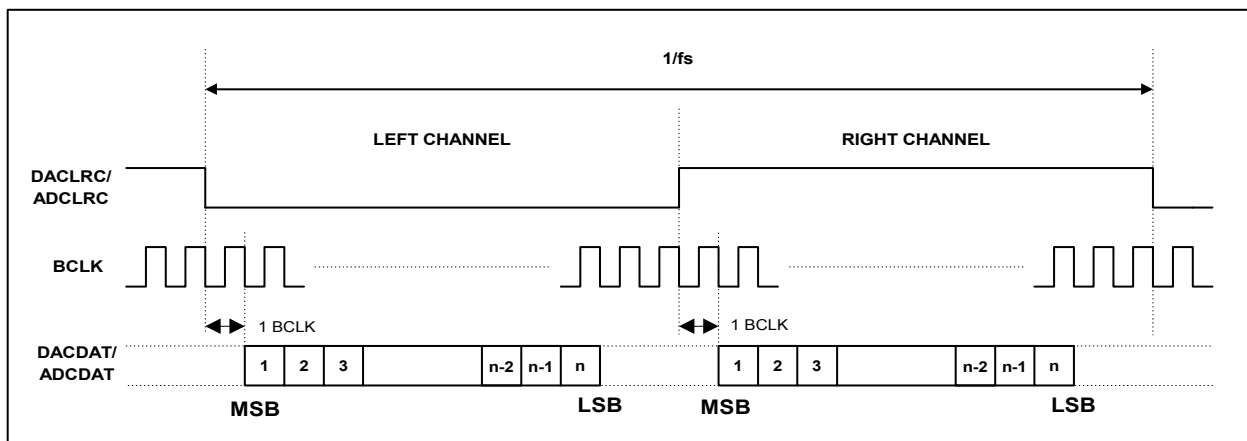 1/fs
LEFT CHANNEL
RIGHT CHANNEL
DACLRC/
ADCLRC
BCLK
1 BCLK
1 BCLK
DACDAT/
ADCDAT
1 2 3 n-2 n-1 n
1 2 3 n-2 n-1 n
MSB
LSB
MSB
LSB